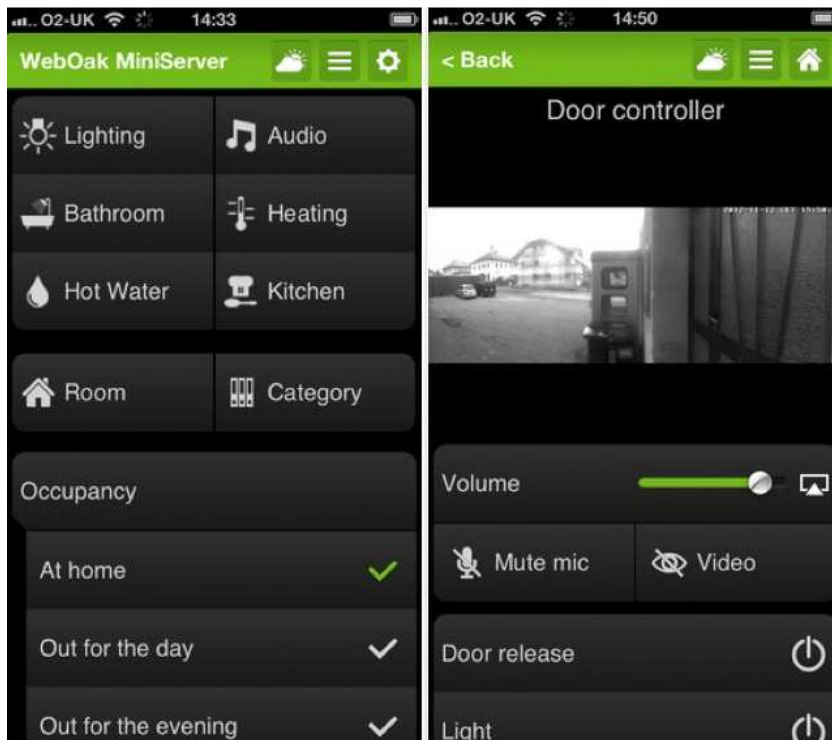 O2-UK 14:33
WebOak MiniServer
Lighting
Audio
Bathroom
Heating
Hot Water
Kitchen
Room
Category
Occupancy
At home
Out for the day
Out for the evening
O2-UK 14:50
< Back
Door controller
Volume
Mute mic
Video
Door release
Light